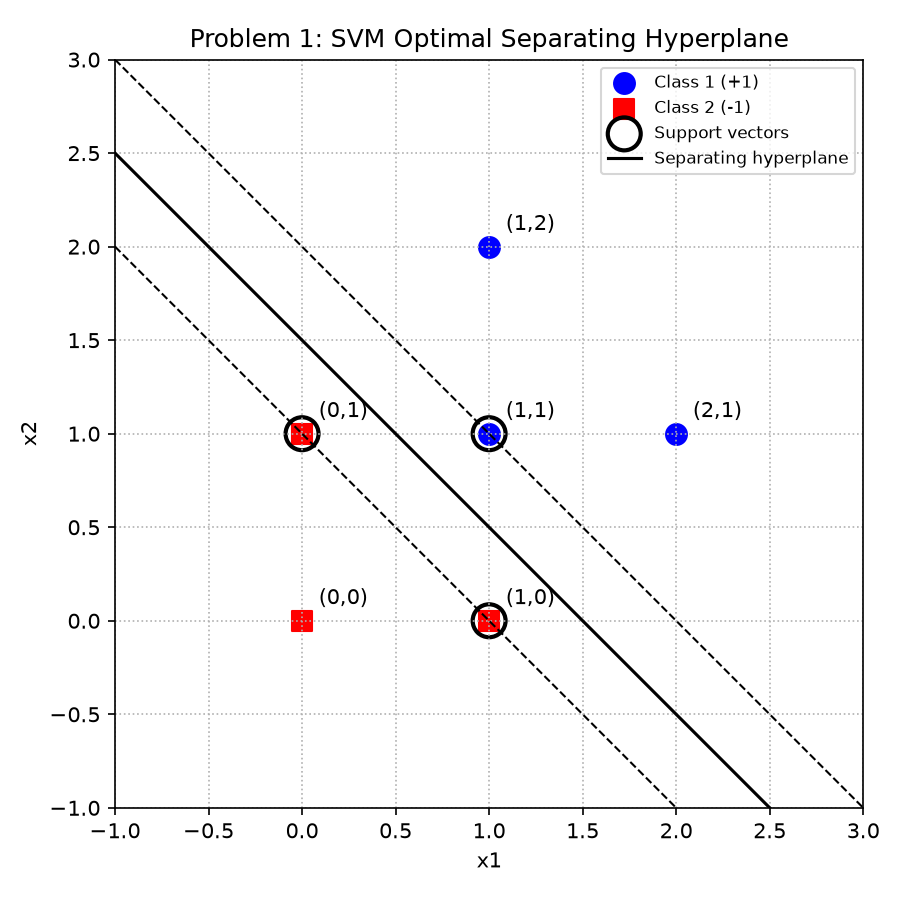 Problem 1: SVM Optimal Separating Hyperplane
3.0
Class 1 (+1)
Class 2 (-1)
Support vectors
Separating hyperplane
2.5
(1,2)
2.0
1.5
(0,1)
(1,1)
(2,1)
1.0
x2
0.5
(0,0)
(1,0)
0.0
−0.5
−1.0
−1.0 −0.5 0.0 0.5 1.0 1.5 2.0 2.5 3.0
x1